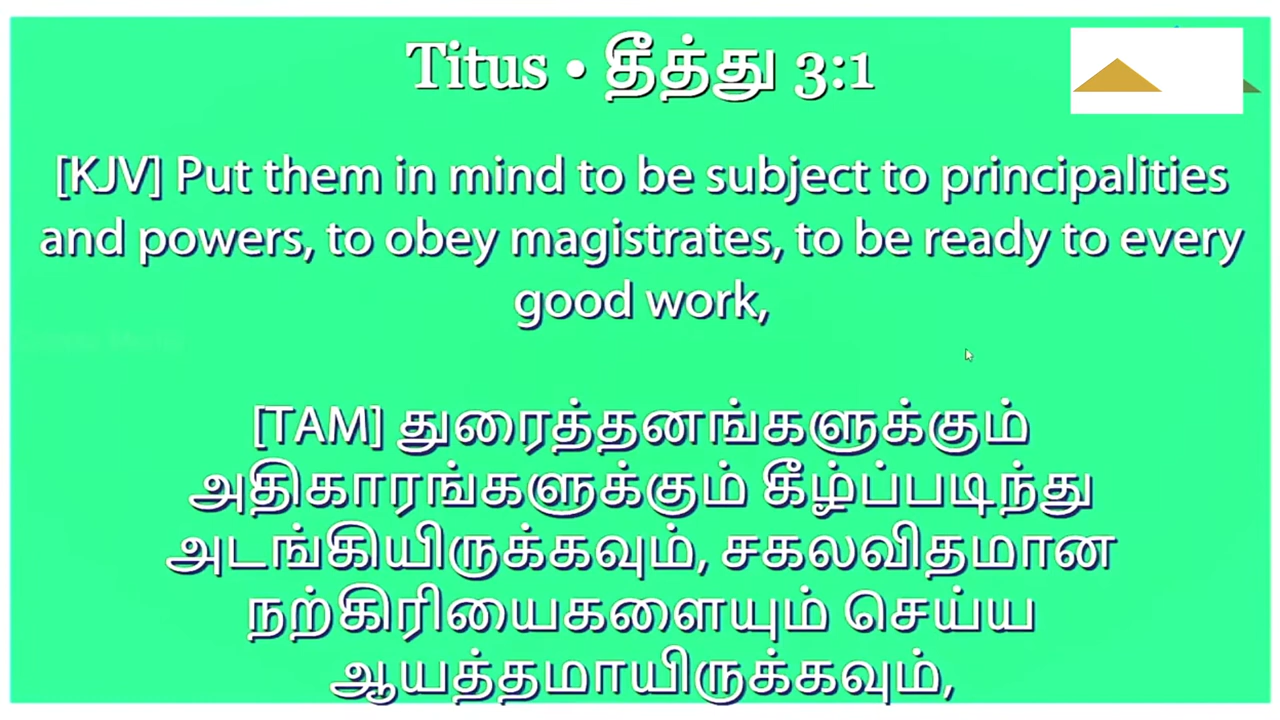 Titus • தீத்து 3:1
[KJV] Put them in mind to be subject to principalities
and powers, to obey magistrates, to be ready to every
good work,
[TAM] துரைத்தனங்களுக்கும்
அதிகாரங்களுக்கும் கீழ்ப்படிந்து
அடங்கியிருக்கவும், சகலவிதமான
நற்கிரியைகளையும் செய்ய
ஆயத்தமாயிருக்கவும்,